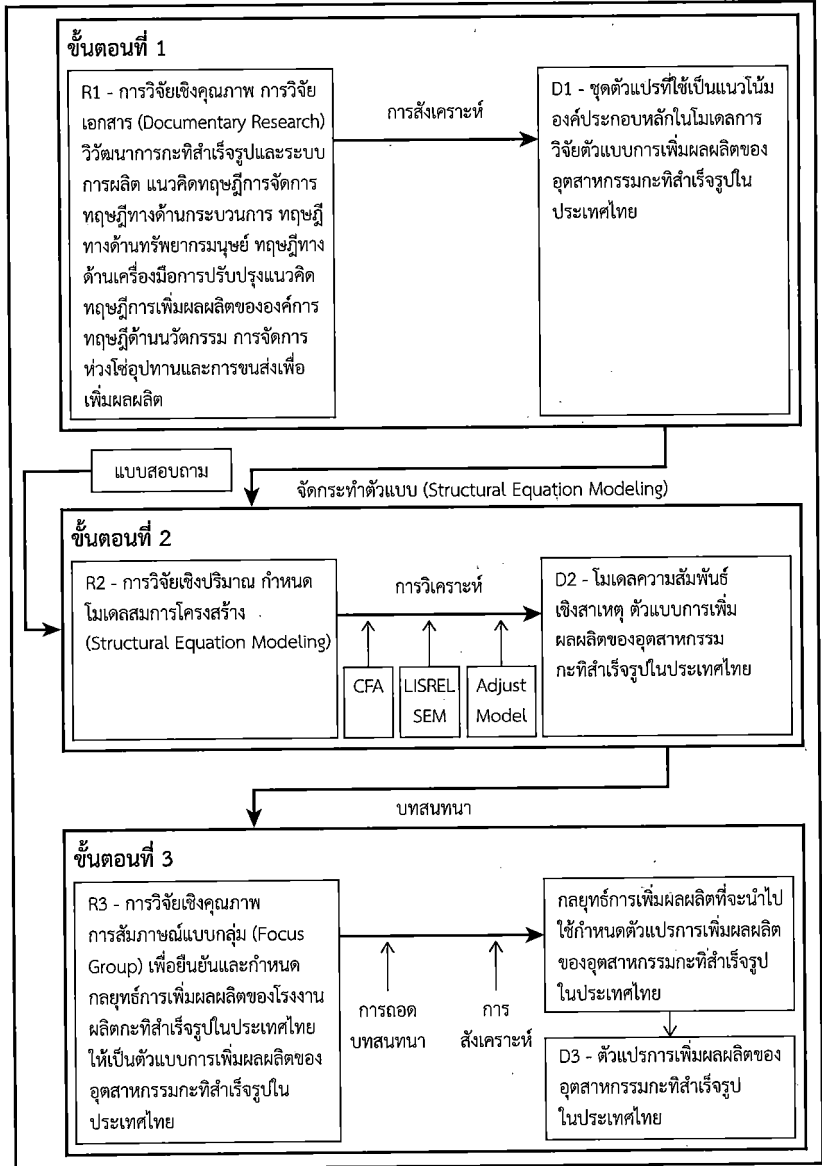 ขั้นตอนที่ 1
R1 - การวิจัยเชิงคุณภาพ การวิจัย
เอกสาร (Documentary Research)
วิวัฒนาการกะทิสำเร็จรูปและระบบ
การผลิต แนวคิดทฤษฎีการจัดการ
ทฤษฎีทางด้านกระบวนการ ทฤษฎี
ทางด้านทรัพยากรมนุษย์ ทฤษฎีทาง
ด้านเครื่องมือการปรับปรุงแนวคิด
ทฤษฎีการเพิ่มผลผลิตขององค์การ
ทฤษฎีด้านนวัตกรรม การจัดการ
ห่วงโซ่อุปทานและการขนส่งเพื่อ
เพิ่มผลผลิต
การสังเคราะห์
D1 - ชุดตัวแปรที่ใช้เป็นแนวโน้ม
องค์ประกอบหลักในโมเดลการ
วิจัยตัวแบบการเพิ่มผลผลิตของ
อุตสาหกรรมกะทิสำเร็จรูปใน
ประเทศไทย
แบบสอบถาม
จัดกระทำตัวแบบ (Structural Equation Modeling)
ขั้นตอนที่ 2
R2 - การวิจัยเชิงปริมาณ กำหนด
โมเดลสมการโครงสร้าง
(Structural Equation Modeling)
การวิเคราะห์
CFA
LISREL
SEM
Adjust
Model
D2 - โมเดลความสัมพันธ์
เชิงสาเหตุ ตัวแบบการเพิ่ม
ผลผลิตของอุตสาหกรรม
กะทิสำเร็จรูปในประเทศไทย
บทสนทนา
ขั้นตอนที่ 3
R3 - การวิจัยเชิงคุณภาพ
การสัมภาษณ์แบบกลุ่ม (Focus
Group) เพื่อยืนยันและกำหนด
กลยุทธ์การเพิ่มผลผลิตของโรงงาน
ผลิตกะทิสำเร็จรูปในประเทศไทย
ให้เป็นตัวแบบการเพิ่มผลผลิตของ
อุตสาหกรรมกะทิสำเร็จรูปใน
ประเทศไทย
การถอด
บทสนทนา
การ
สังเคราะห์
กลยุทธ์การเพิ่มผลผลิตที่จะนำไป
ใช้กำหนดตัวแปรการเพิ่มผลผลิต
ของอุตสาหกรรมกะทิสำเร็จรูป
ในประเทศไทย
D3 - ตัวแปรการเพิ่มผลผลิตของ
อุตสาหกรรมกะทิสำเร็จรูป
ในประเทศไทย